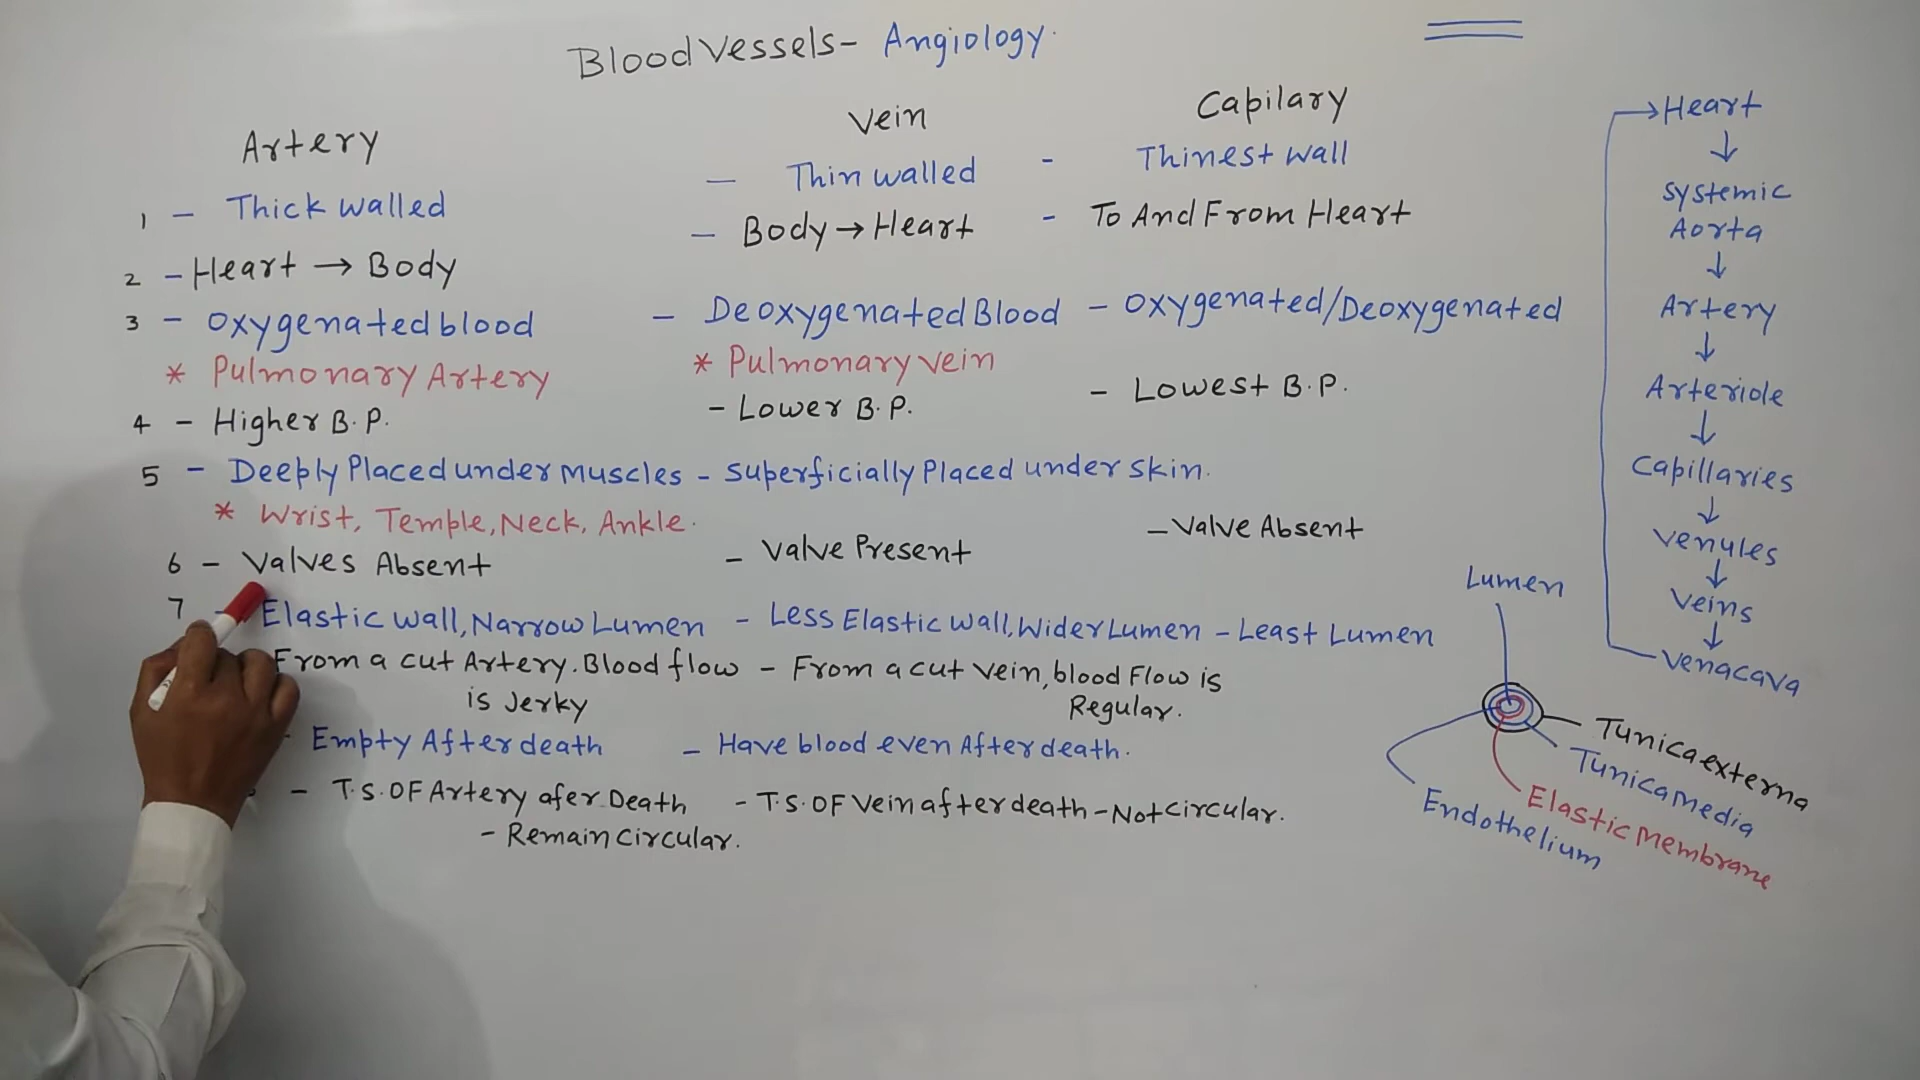 Blood Vessels- Angiology.
Artery
Vein
Capilary
1 - Thick walled
- Thin walled
- Thinest wall
2 - Heart → Body
- Body → Heart
- To And From Heart
3 - Oxygenated blood
- Deoxygenated Blood
- Oxygenated/Deoxygenated
* Pulmonary Artery
* Pulmonary vein
4 - Higher B.P.
- Lower B.P.
- Lowest B.P.
5 - Deeply Placed under muscles
- Superficially Placed under skin.
* Wrist, Temple, Neck, Ankle.
6 - Valves Absent
- Valve Present
- Valve Absent
7 - Elastic wall, Narrow Lumen
- Less Elastic wall, Wider Lumen
- Least Lumen
From a cut Artery. Blood flow
is Jerky
- From a cut vein, blood Flow is
Regular.
- Empty After death
- Have blood even After death.
- T.S. OF Artery afer Death
- Remain circular.
- T.S. OF Vein after death - Not circular.
Heart
↓
Systemic
Aorta
↓
Artery
↓
Arteriole
↓
Capillaries
↓
Venules
↓
Veins
↓
Venacava
Lumen
Tunica externa
Tunica media
Elastic Membrane
Endothelium